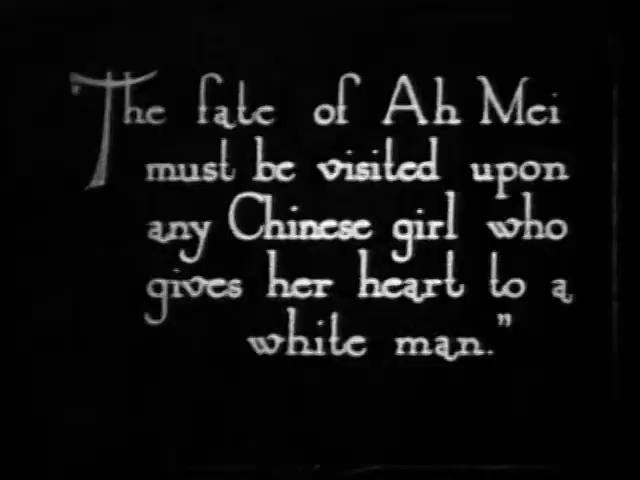 "The fate of Ah Mei
must be visited upon
any Chinese girl who
gives her heart to a
white man."